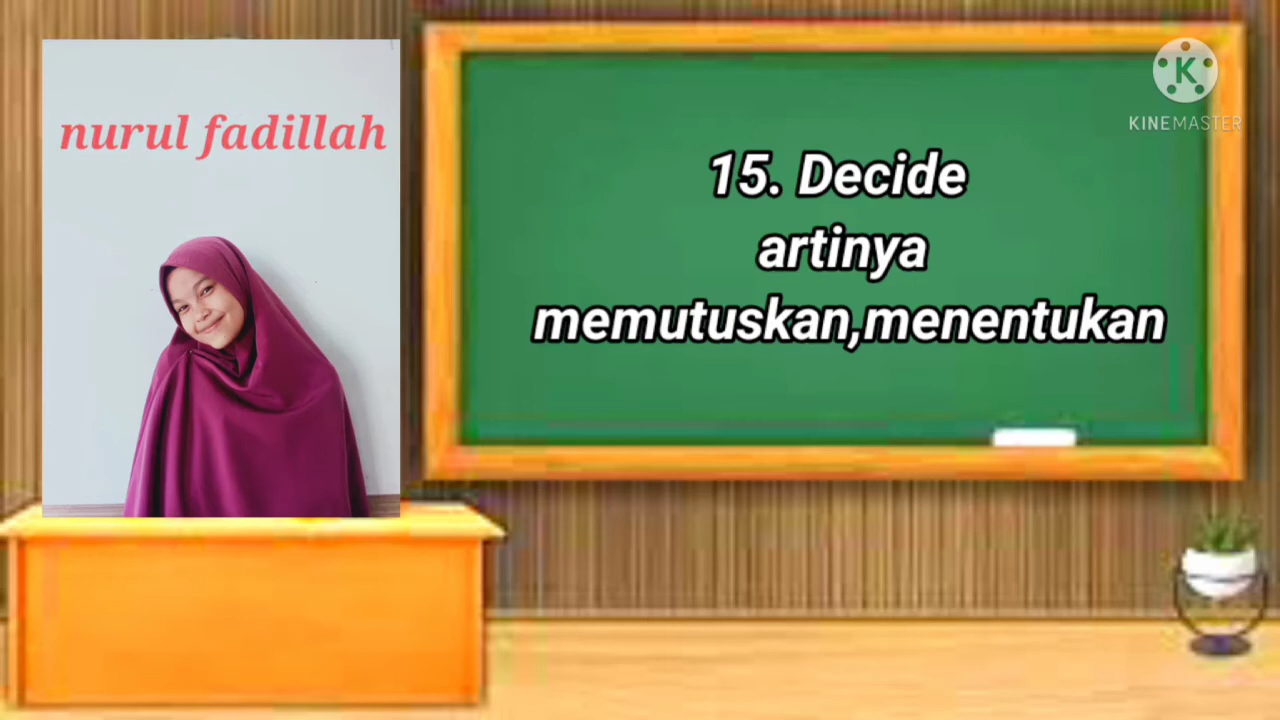 nurul fadillah
KINEMASTER
15. Decide
artinya
memutuskan,menentukan